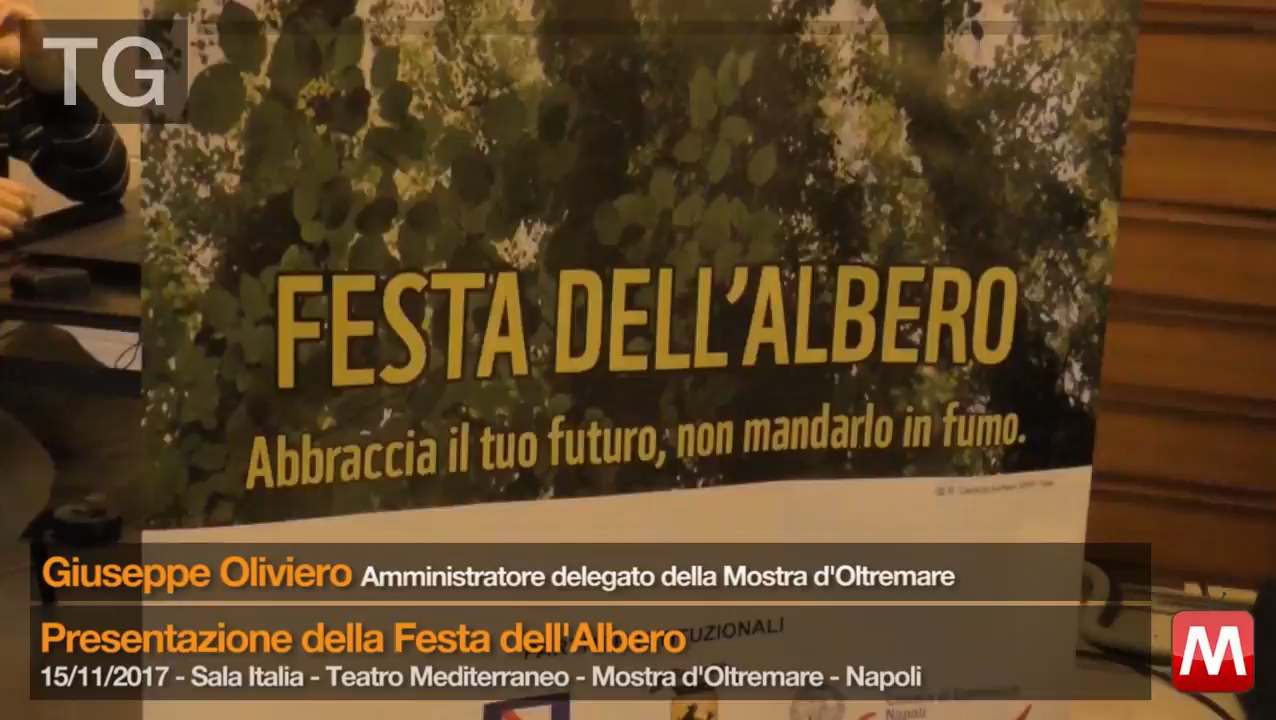 TG
FESTA DELL'ALBERO
Abbraccia il tuo futuro, non mandarlo in fumo.
Giuseppe Oliviero Amministratore delegato della Mostra d'Oltremare
Presentazione della Festa dell'Albero
15/11/2017 - Sala Italia - Teatro Mediterraneo - Mostra d'Oltremare - Napoli
Napoli
M